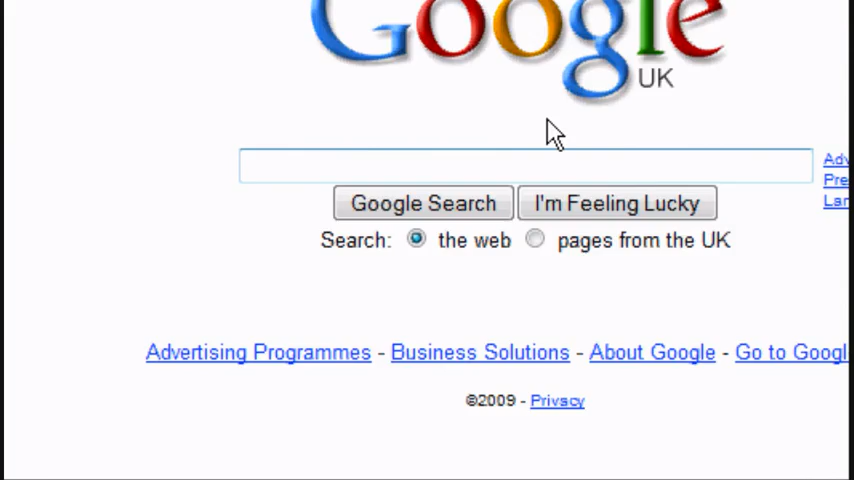 Google
UK
Adv
Pre
Lan
Google Search I'm Feeling Lucky
Search: the web pages from the UK
Advertising Programmes - Business Solutions - About Google - Go to Googl
©2009 - Privacy